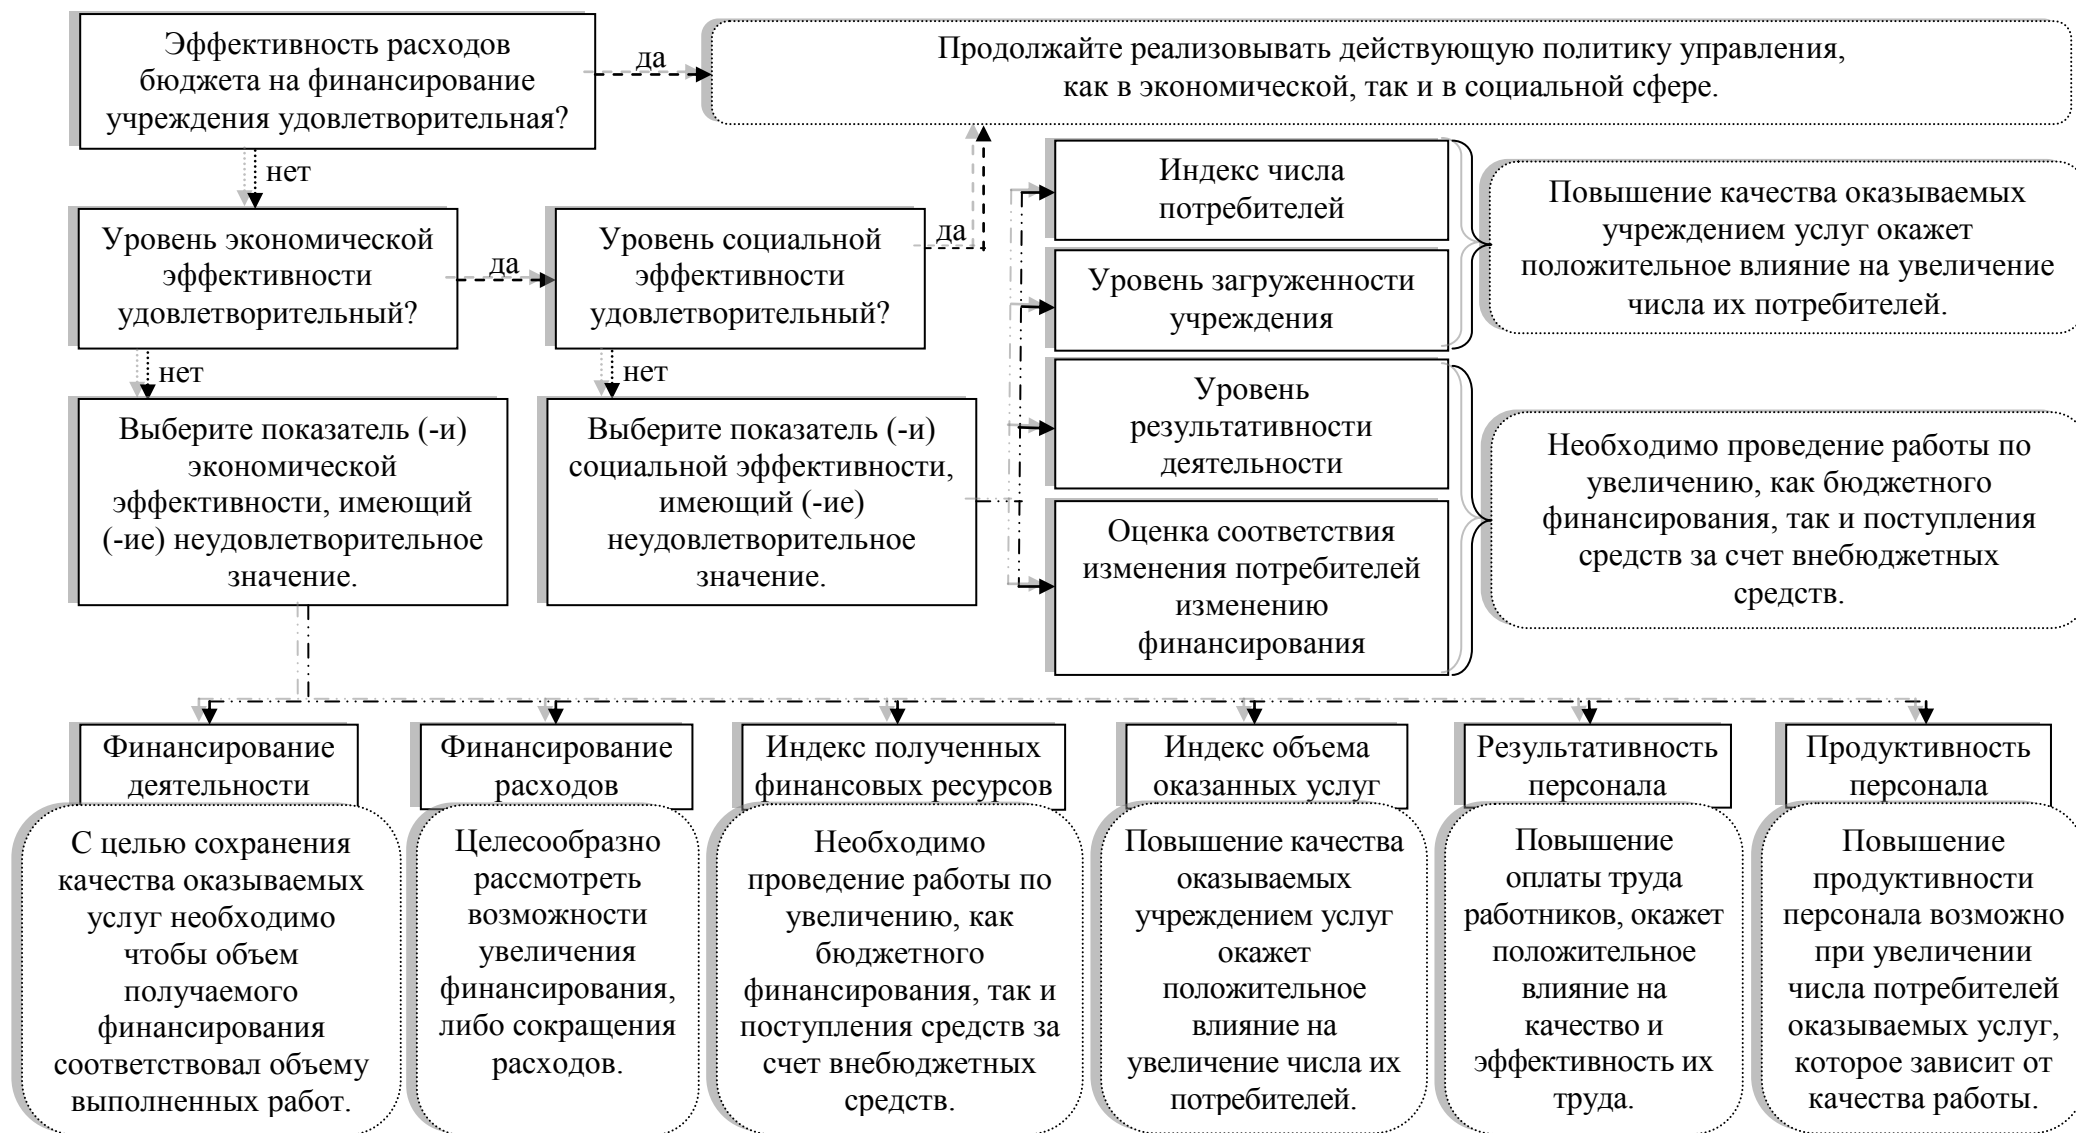 Эффективность расходов
бюджета на финансирование
учреждения удовлетворительная?
да
Продолжайте реализовывать действующую политику управления,
как в экономической, так и в социальной сфере.
нет
Уровень экономической
эффективности
удовлетворительный?
да
Уровень социальной
эффективности
удовлетворительный?
да
нет
нет
Выберите показатель (-и)
экономической
эффективности, имеющий
(-ие) неудовлетворительное
значение.
Выберите показатель (-и)
социальной эффективности,
имеющий (-ие)
неудовлетворительное
значение.
Индекс числа
потребителей
Уровень загруженности
учреждения
Повышение качества оказываемых
учреждением услуг окажет
положительное влияние на увеличение
числа их потребителей.
Уровень
результативности
деятельности
Оценка соответствия
изменения потребителей
изменению
финансирования
Необходимо проведение работы по
увеличению, как бюджетного
финансирования, так и поступления
средств за счет внебюджетных
средств.
Финансирование
деятельности
С целью сохранения
качества оказываемых
услуг необходимо
чтобы объем
получаемого
финансирования
соответствовал объему
выполненных работ.
Финансирование
расходов
Целесообразно
рассмотреть
возможности
увеличения
финансирования,
либо сокращения
расходов.
Индекс полученных
финансовых ресурсов
Необходимо
проведение работы по
увеличению, как
бюджетного
финансирования, так и
поступления средств за
счет внебюджетных
средств.
Индекс объема
оказанных услуг
Повышение качества
оказываемых
учреждением услуг
окажет
положительное
влияние на
увеличение числа их
потребителей.
Результативность
персонала
Повышение
оплаты труда
работников, окажет
положительное
влияние на
качество и
эффективность их
труда.
Продуктивность
персонала
Повышение
продуктивности
персонала возможно
при увеличении
числа потребителей
оказываемых услуг,
которое зависит от
качества работы.